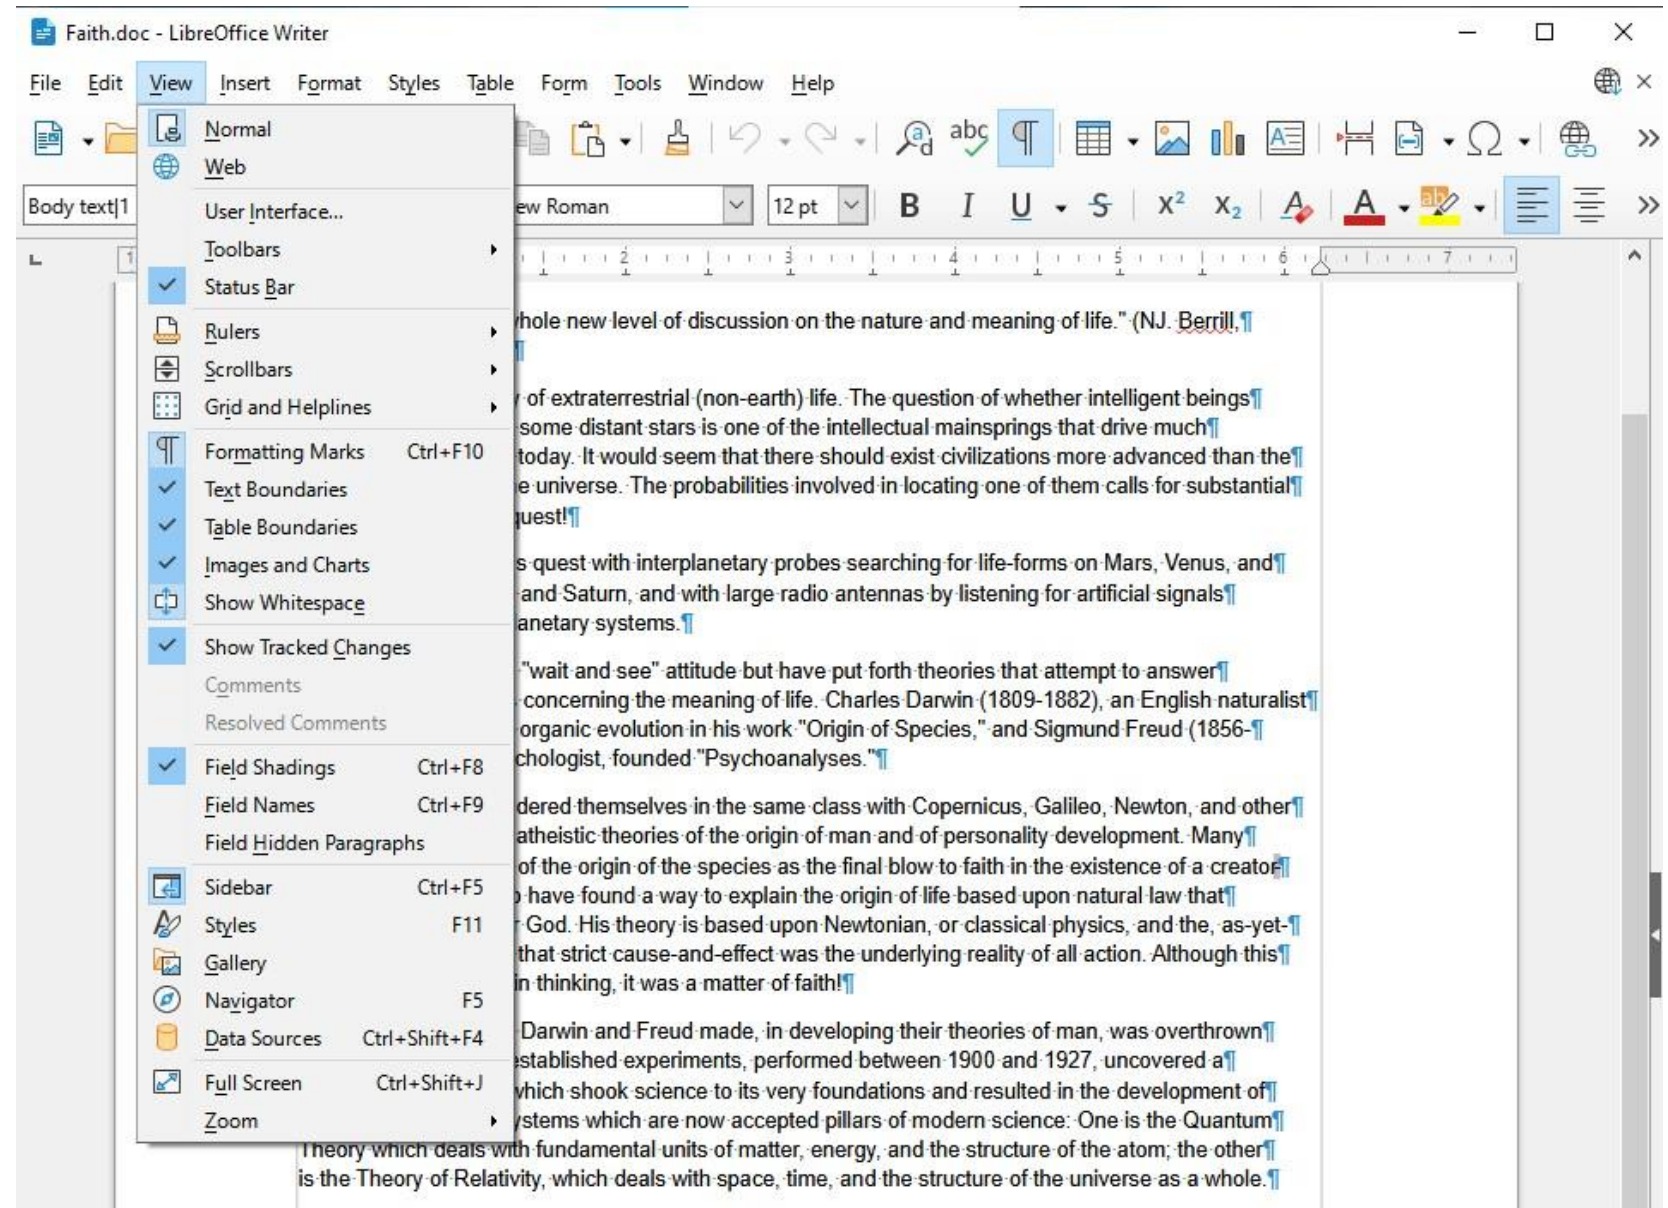 Faith.doc - LibreOffice Writer
File Edit View Insert Format Styles Table Form Tools Window Help
Body text|1 ew Roman 12 pt B I U S X² X₂ A A ab
1 2 3 4 5 6 7
Normal
Web
User Interface...
Toolbars
Status Bar
Rulers
Scrollbars
Grid and Helplines
Formatting Marks Ctrl+F10
Text Boundaries
Table Boundaries
Images and Charts
Show Whitespace
Show Tracked Changes
Comments
Resolved Comments
Field Shadings Ctrl+F8
Field Names Ctrl+F9
Field Hidden Paragraphs
Sidebar Ctrl+F5
Styles F11
Gallery
Navigator F5
Data Sources Ctrl+Shift+F4
Full Screen Ctrl+Shift+J
Zoom
hole new level of discussion on the nature and meaning of life." (NJ. Berrill,¶
¶
of extraterrestrial (non-earth) life. The question of whether intelligent beings¶
some distant stars is one of the intellectual mainsprings that drive much¶
today. It would seem that there should exist civilizations more advanced than the¶
e universe. The probabilities involved in locating one of them calls for substantial¶
quest!¶
s quest with interplanetary probes searching for life-forms on Mars, Venus, and¶
and Saturn, and with large radio antennas by listening for artificial signals¶
anetary systems.¶
"wait and see" attitude but have put forth theories that attempt to answer¶
concerning the meaning of life. Charles Darwin (1809-1882), an English naturalist¶
organic evolution in his work "Origin of Species," and Sigmund Freud (1856-¶
chologist, founded "Psychoanalyses."¶
dered themselves in the same class with Copernicus, Galileo, Newton, and other¶
atheistic theories of the origin of man and of personality development. Many¶
of the origin of the species as the final blow to faith in the existence of a creator-¶
o have found a way to explain the origin of life based upon natural law that¶
r God. His theory is based upon Newtonian, or classical physics, and the, as-yet-¶
that strict cause-and-effect was the underlying reality of all action. Although this¶
in thinking, it was a matter of faith!¶
Darwin and Freud made, in developing their theories of man, was overthrown¶
established experiments, performed between 1900 and 1927, uncovered a¶
which shook science to its very foundations and resulted in the development of¶
ystems which are now accepted pillars of modern science: One is the Quantum¶
Theory which deals with fundamental units of matter, energy, and the structure of the atom; the other¶
is the Theory of Relativity, which deals with space, time, and the structure of the universe as a whole.¶